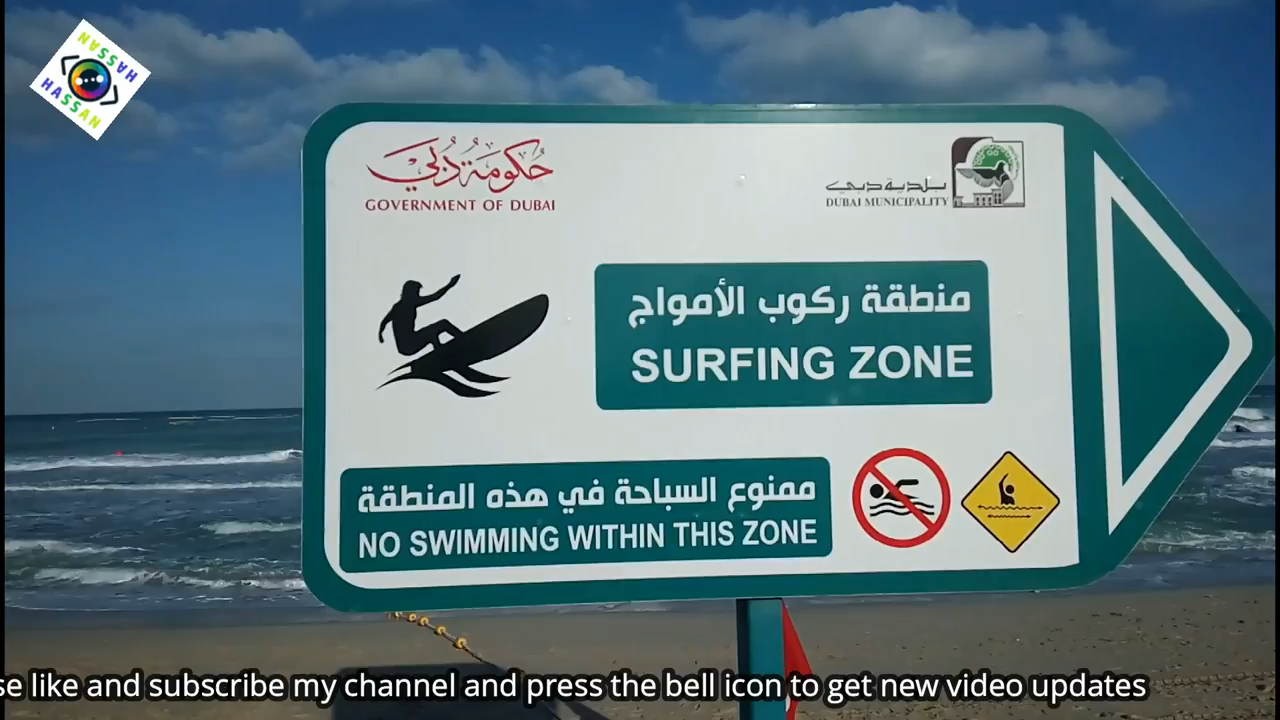 HASSAN
HASSAN
حكومة دبي
GOVERNMENT OF DUBAI
بلدية دبي
DUBAI MUNICIPALITY
منطقة ركوب الأمواج
SURFING ZONE
ممنوع السباحة في هذه المنطقة
NO SWIMMING WITHIN THIS ZONE
se like and subscribe my channel and press the bell icon to get new video updates